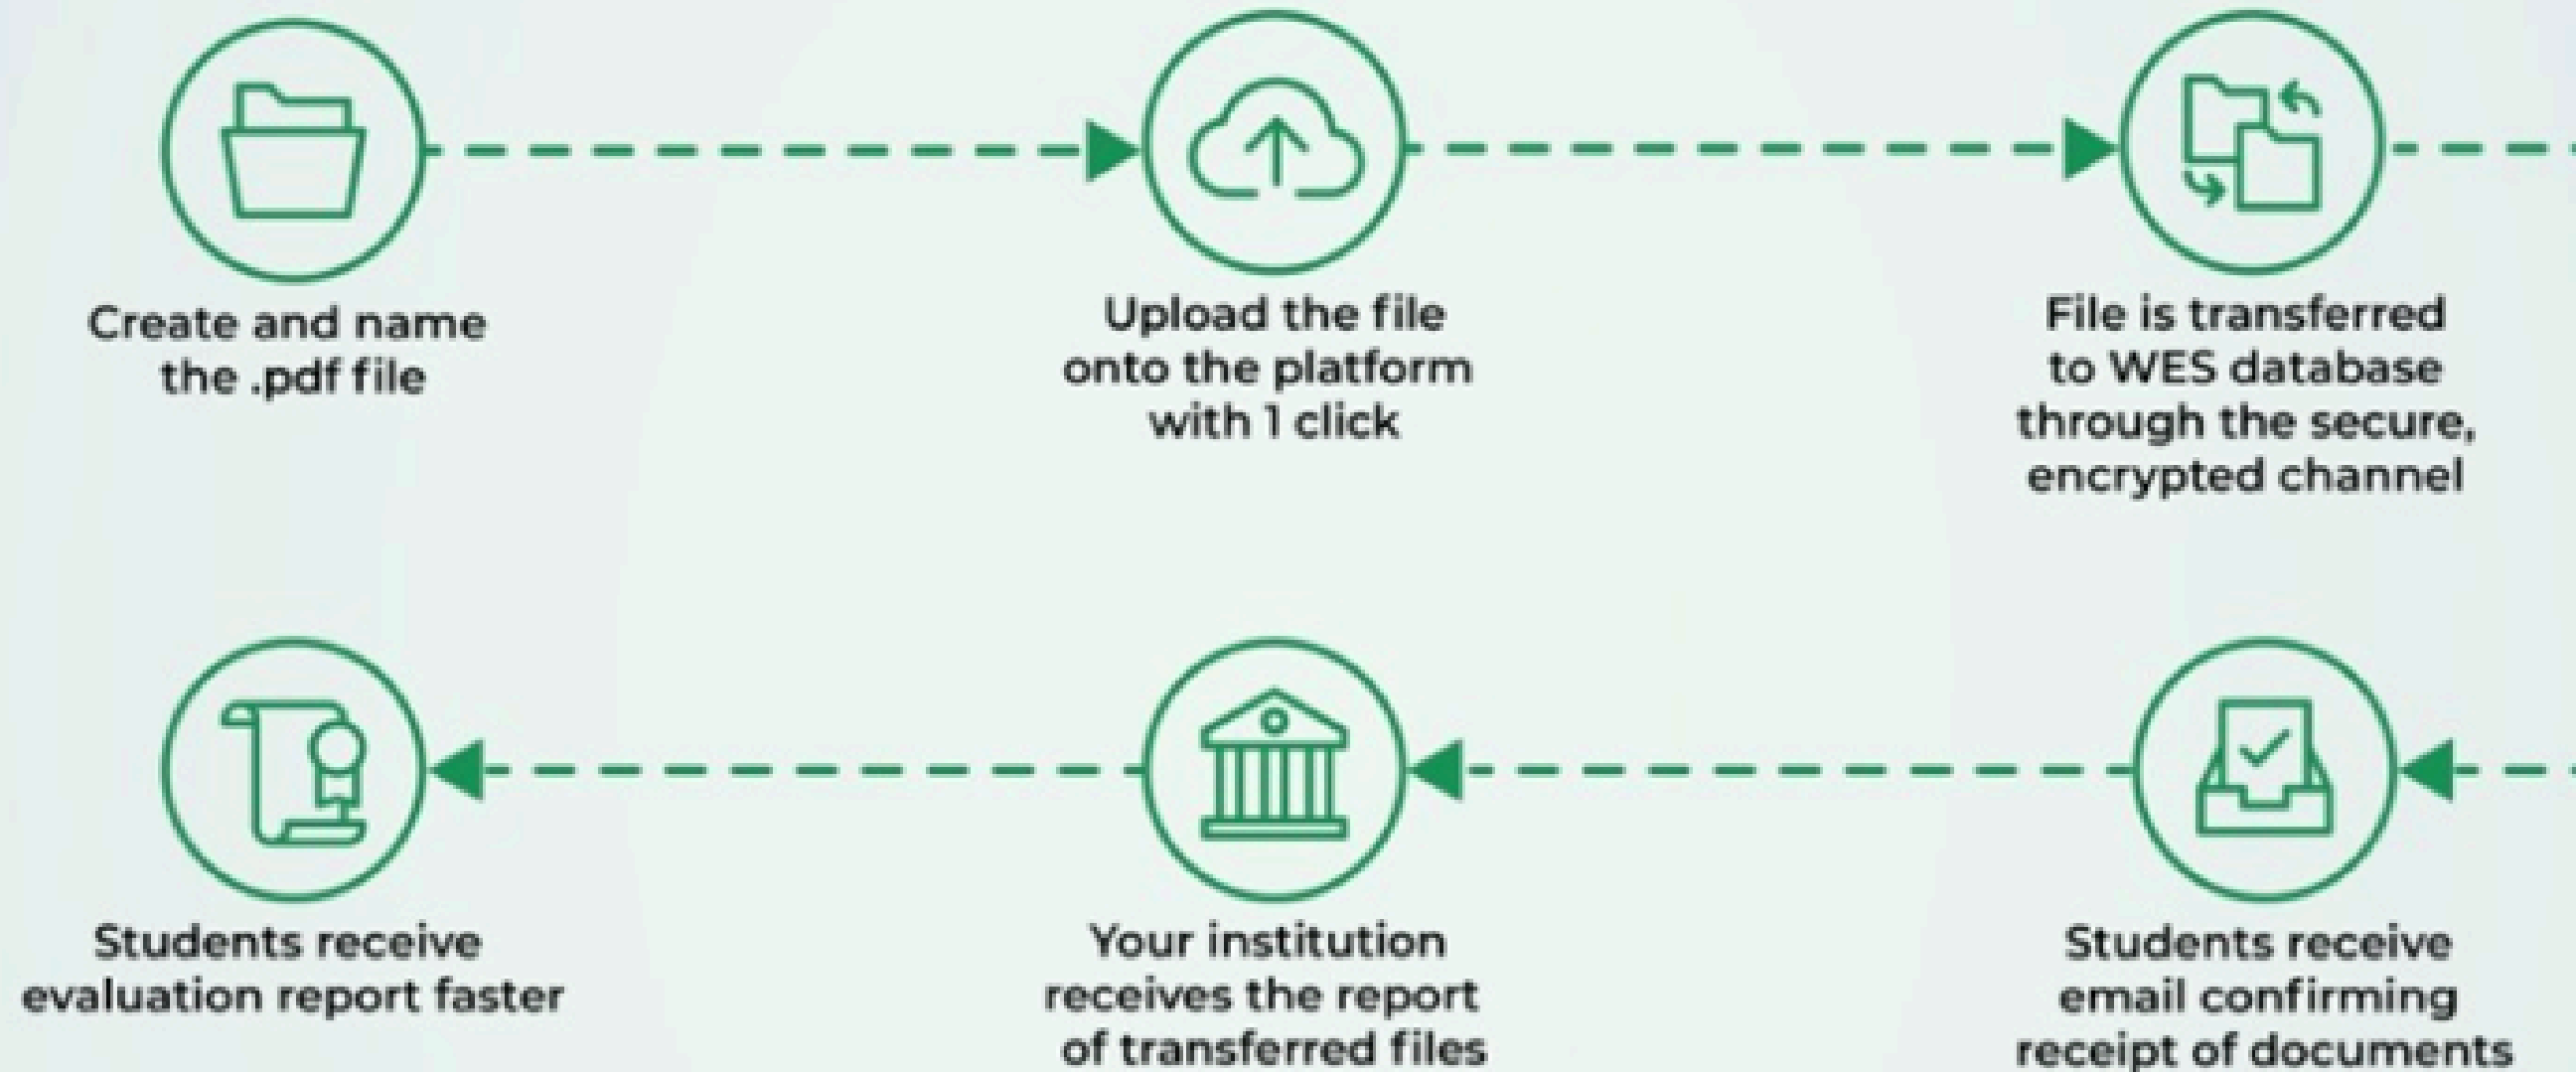 Create and name
the .pdf file
Upload the file
onto the platform
with 1 click
File is transferred
to WES database
through the secure,
encrypted channel
Students receive
email confirming
receipt of documents
Your institution
receives the report
of transferred files
Students receive
evaluation report faster